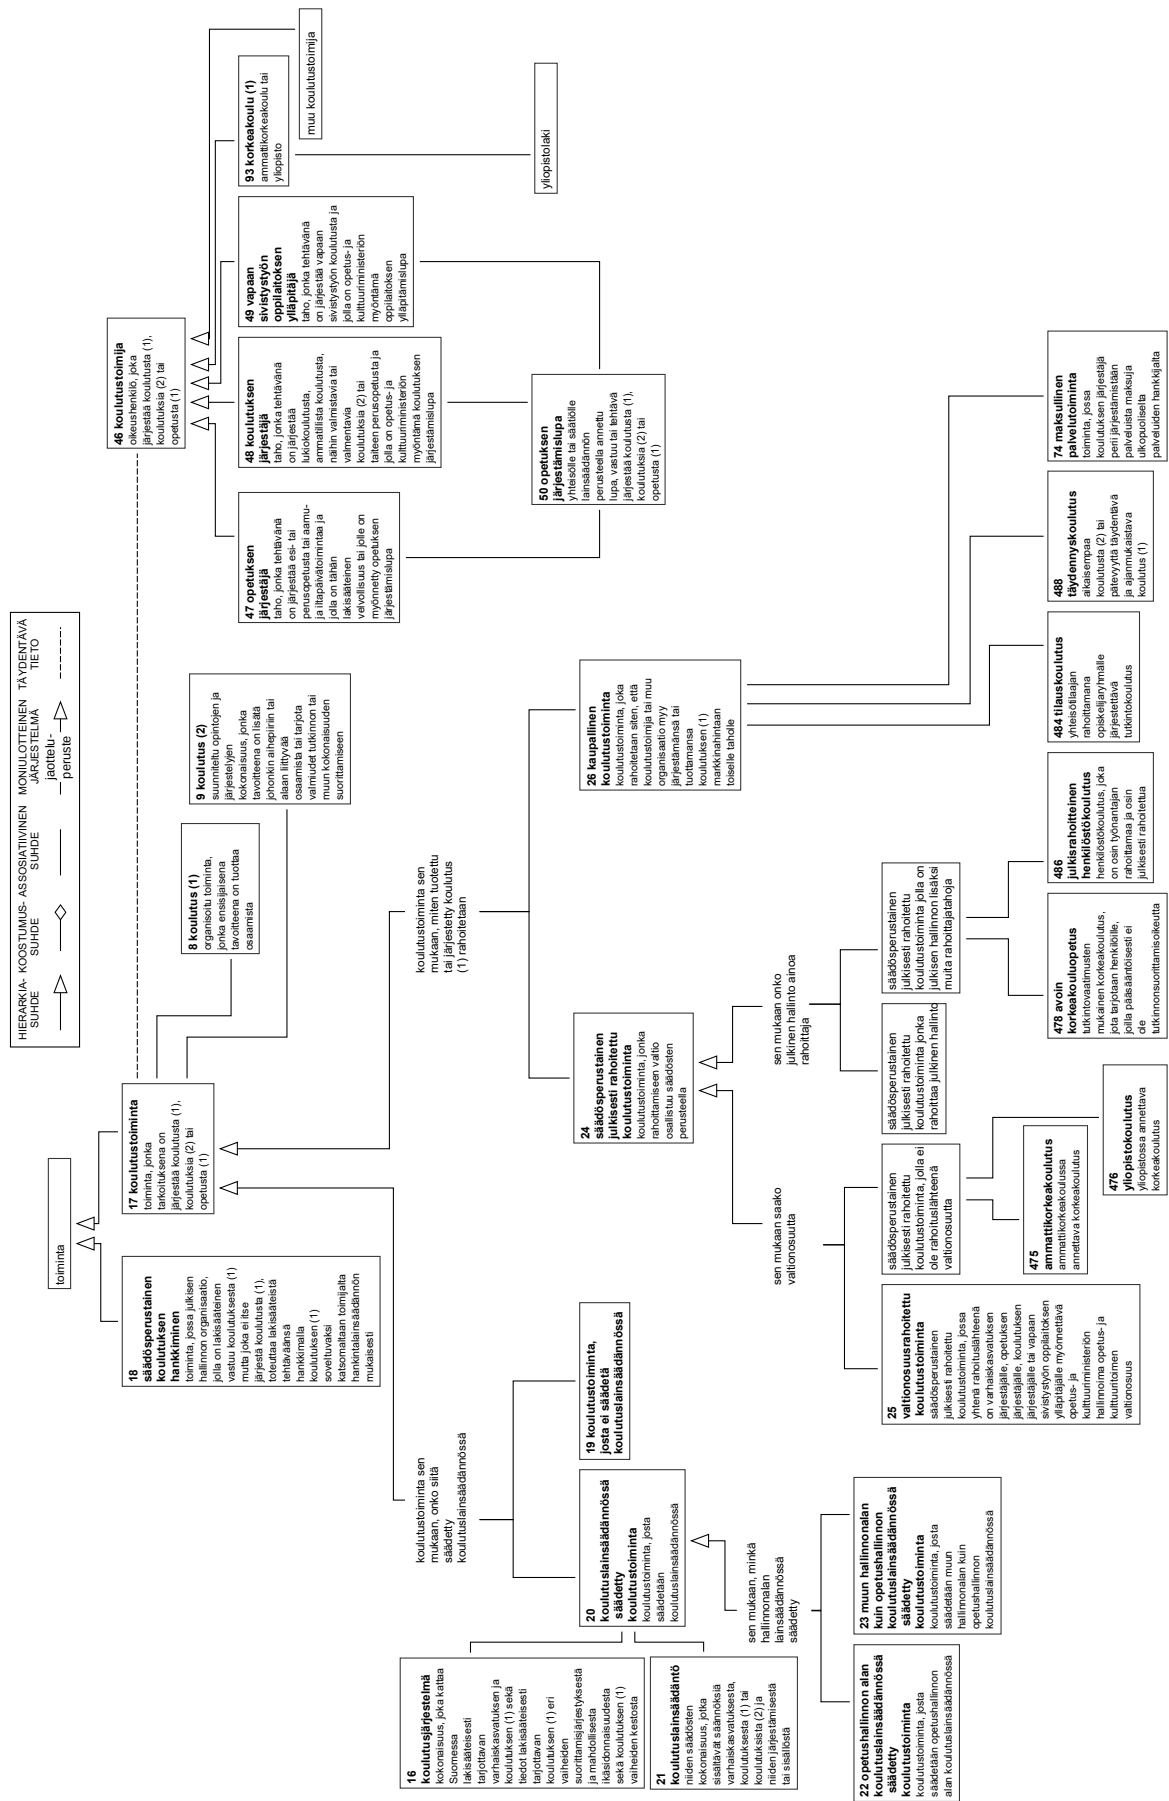 HIERARKIA-
SUHDE
KOOSTUMUS-
SUHDE
ASSOSIATIIVINEN
SUHDE
MONIULOTTEINEN
JÄRJESTELMÄ
jaottelu-
peruste
TÄYDENTÄVÄ
TIETO
toiminta
18
säädösperustainen
koulutuksen
hankkiminen
toiminta, jossa julkisen
hallinnon organisaatio,
jolla on lakisääteinen
vastuu koulutuksesta (1)
mutta joka ei itse
järjestä koulutusta (1),
toteuttaa lakisääteistä
tehtäväänsä
hankkimalla
koulutuksen (1)
soveltuvaksi
katsomaltaan toimijalta
hankintalainsäädännön
mukaisesti
17 koulutustoiminta
toiminta, jonka
tarkoituksena on
järjestää koulutusta (1),
koulutuksia (2) tai
opetusta (1)
8 koulutus (1)
organisoitu toiminta,
jonka ensisijaisena
tavoitteena on tuottaa
osaamista
9 koulutus (2)
suunniteltu opintojen ja
järjestelyjen
kokonaisuus, jonka
tavoitteena on lisätä
johonkin aihepiiriin tai
alaan liittyvää
osaamista tai tarjota
valmiudet tutkinnon tai
muun kokonaisuuden
suorittamiseen
46 koulutustoimija
oikeushenkilö, joka
järjestää koulutusta (1),
koulutuksia (2) tai
opetusta (1)
47 opetuksen
järjestäjä
taho, jonka tehtävänä
on järjestää esi- tai
perusopetusta tai aamu-
ja iltapäivätoimintaa ja
jolla on tähän
lakisääteinen
velvollisuus tai jolle on
myönnetty opetuksen
järjestämislupa
48 koulutuksen
järjestäjä
taho, jonka tehtävänä
on järjestää
lukiokoulutusta,
ammatillista koulutusta,
näihin valmistavia tai
valmentavia
koulutuksia (2) tai
taiteen perusopetusta ja
jolla on opetus- ja
kulttuuriministeriön
myöntämä koulutuksen
järjestämislupa
49 vapaan
sivistystyön
oppilaitoksen
ylläpitäjä
taho, jonka tehtävänä
on järjestää vapaan
sivistystyön koulutusta ja
jolla on opetus- ja
kulttuuriministeriön
myöntämä
oppilaitoksen
ylläpitämislupa
93 korkeakoulu (1)
ammattikorkeakoulu tai
yliopisto
muu koulutustoimija
50 opetuksen
järjestämislupa
yhteisölle tai säätiölle
lainsäädännön
perusteella annettu
lupa, vastuu tai tehtävä
järjestää koulutusta (1),
koulutuksia (2) tai
opetusta (1)
yliopistolaki
koulutustoiminta sen
mukaan, onko siitä
säädetty
koulutuslainsäädännössä
koulutustoiminta sen
mukaan, miten tuotettu
tai järjestetty koulutus
(1) rahoitetaan
16
koulutusjärjestelmä
kokonaisuus, joka kattaa
Suomessa
lakisääteisesti
tarjottavan
varhaiskasvatuksen ja
koulutuksen (1) sekä
tiedot lakisääteisesti
tarjottavan
koulutuksen (1) eri
vaiheiden
suorittamisjärjestyksestä
ja mahdollisesta
ikäsidonnaisuudesta
sekä koulutuksen (1)
vaiheiden kestosta
20
koulutuslainsäädännössä
säädetty
koulutustoiminta
koulutustoiminta, josta
säädetään
koulutuslainsäädännössä
19 koulutustoiminta,
josta ei säädetä
koulutuslainsäädännössä
24
säädösperustainen
julkisesti rahoitettu
koulutustoiminta
koulutustoiminta, jonka
rahoittamiseen valtio
osallistuu säädösten
perusteella
26 kaupallinen
koulutustoiminta
koulutustoiminta, joka
rahoitetaan siten, että
koulutustoimija tai muu
organisaatio myy
järjestämänsä tai
tuottamansa
koulutuksen (1)
markkinahintaan
toiselle taholle
21
koulutuslainsäädäntö
niiden säädösten
kokonaisuus, jotka
sisältävät säännöksiä
varhaiskasvatuksesta,
koulutuksesta (1) tai
koulutuksista (2) ja
niiden järjestämisestä
tai sisällöstä
sen mukaan, minkä
hallinnonalan
lainsäädännössä
säädetty
sen mukaan saako
valtionosuutta
sen mukaan onko
julkinen hallinto ainoa
rahoittaja
22 opetushallinnon alan
koulutuslainsäädännössä
säädetty
koulutustoiminta
koulutustoiminta, josta
säädetään opetushallinnon
alan koulutuslainsäädännössä
23 muun hallinnonalan
kuin opetushallinnon
koulutuslainsäädännössä
säädetty
koulutustoiminta
koulutustoiminta, josta
säädetään muun
hallinnonalan kuin
opetushallinnon
koulutuslainsäädännössä
25
valtionosuusrahoitettu
koulutustoiminta
säädösperustainen
julkisesti rahoitettu
koulutustoiminta, jossa
yhtenä rahoituslähteenä
on varhaiskasvatuksen
järjestäjälle, opetuksen
järjestäjälle, koulutuksen
järjestäjälle tai vapaan
sivistystyön oppilaitoksen
ylläpitäjälle myönnettävä
opetus- ja
kulttuuriministeriön
hallinnoima opetus- ja
kulttuuritoimen
valtionosuus
säädösperustainen
julkisesti rahoitettu
koulutustoiminta, jolla ei
ole rahoituslähteenä
valtionosuutta
säädösperustainen
julkisesti rahoitettu
koulutustoiminta jonka
rahoittaa julkinen hallinto
säädösperustainen
julkisesti rahoitettu
koulutustoiminta jolla on
julkisen hallinnon lisäksi
muita rahoittajatahoja
475
ammattikorkeakoulutus
ammattikorkeakoulussa
annettava korkeakoulutus
476
yliopistokoulutus
yliopistossa annettava
korkeakoulutus
478 avoin
korkeakouluopetus
tutkintovaatimusten
mukainen korkeakoulutus,
jota tarjotaan henkilöille,
joilla pääsääntöisesti ei
ole
tutkinnonsuorittamisoikeutta
486
julkisrahoitteinen
henkilöstökoulutus
henkilöstökoulutus, joka
on osin työnantajan
rahoittamaa ja osin
julkisesti rahoitettua
484 tilauskoulutus
yhteisötilaajan
rahoittamana
opiskelijaryhmälle
järjestettävä
tutkintokoulutus
488
täydennyskoulutus
aikaisempaa
koulutusta (2) tai
pätevyyttä täydentävä
ja ajanmukaistava
koulutus (1)
74 maksullinen
palvelutoiminta
toiminta, jossa
koulutuksen järjestäjä
perii järjestämistään
palveluista maksuja
ulkopuoliselta
palveluiden hankkijalta